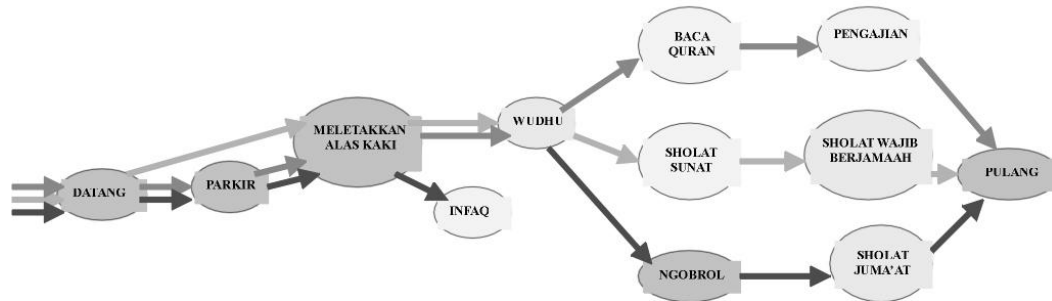 DATANG
PARKIR
MELETAKKAN
ALAS KAKI
INFAQ
WUDHU
BACA
QURAN
PENGAJIAN
SHOLAT
SUNAT
SHOLAT WAJIB
BERJAMAAH
NGOBROL
SHOLAT
JUMA'AT
PULANG